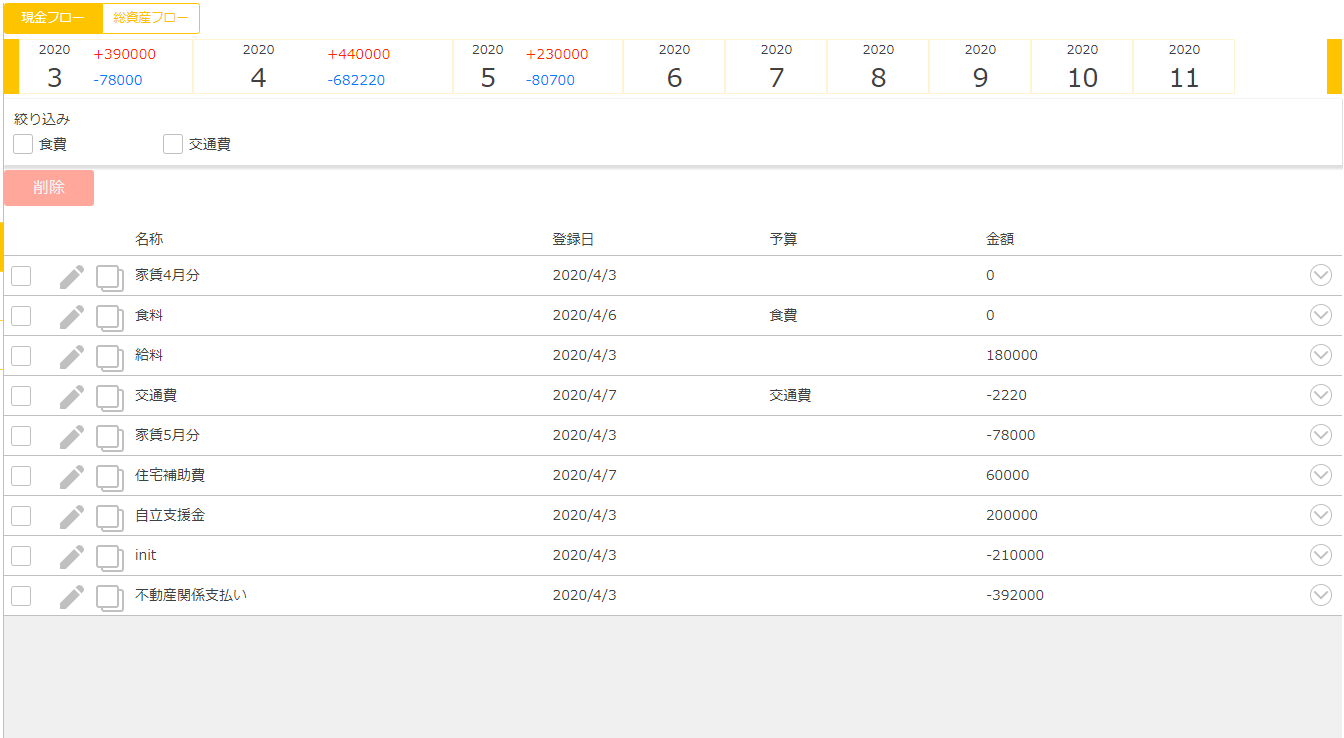 現金フロー 総資産フロー
2020 +390000 2020 +440000 2020 +230000 2020 2020 2020 2020 2020 2020
3 -78000 4 -682220 5 -80700 6 7 8 9 10 11
絞り込み
食費 交通費
削除
名称 登録日 予算 金額
家賃4月分 2020/4/3 0
食料 2020/4/6 食費 0
給料 2020/4/3 180000
交通費 2020/4/7 交通費 -2220
家賃5月分 2020/4/3 -78000
住宅補助費 2020/4/7 60000
自立支援金 2020/4/3 200000
init 2020/4/3 -210000
不動産関係支払い 2020/4/3 -392000